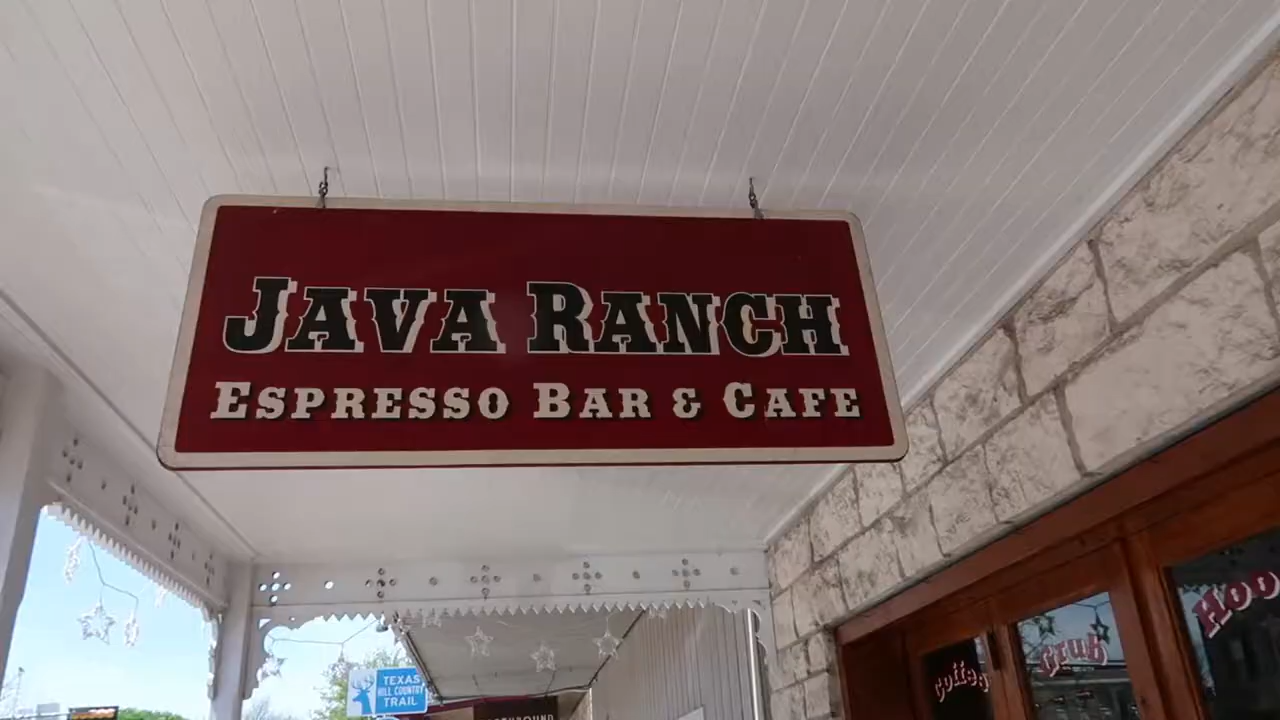 JAVA RANCH
ESPRESSO BAR & CAFE
TEXAS
HILL COUNTRY
TRAIL
Coffee
Grub